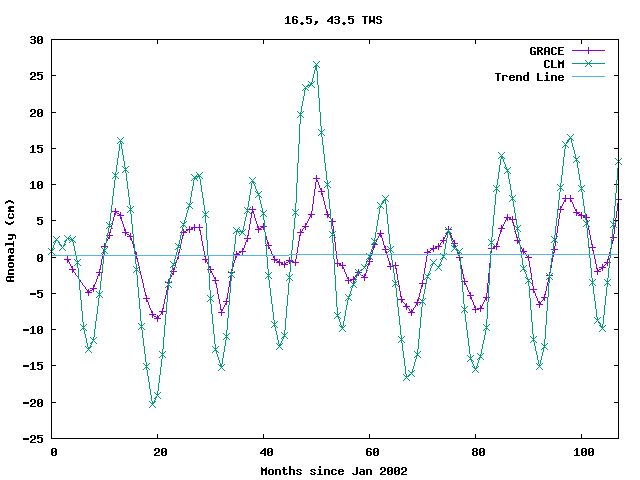 16.5, 43.5 TWS
GRACE
CLM
Trend Line
Anomaly (cm)
30
25
20
15
10
5
0
-5
-10
-15
-20
-25
0 20 40 60 80 100
Months since Jan 2002